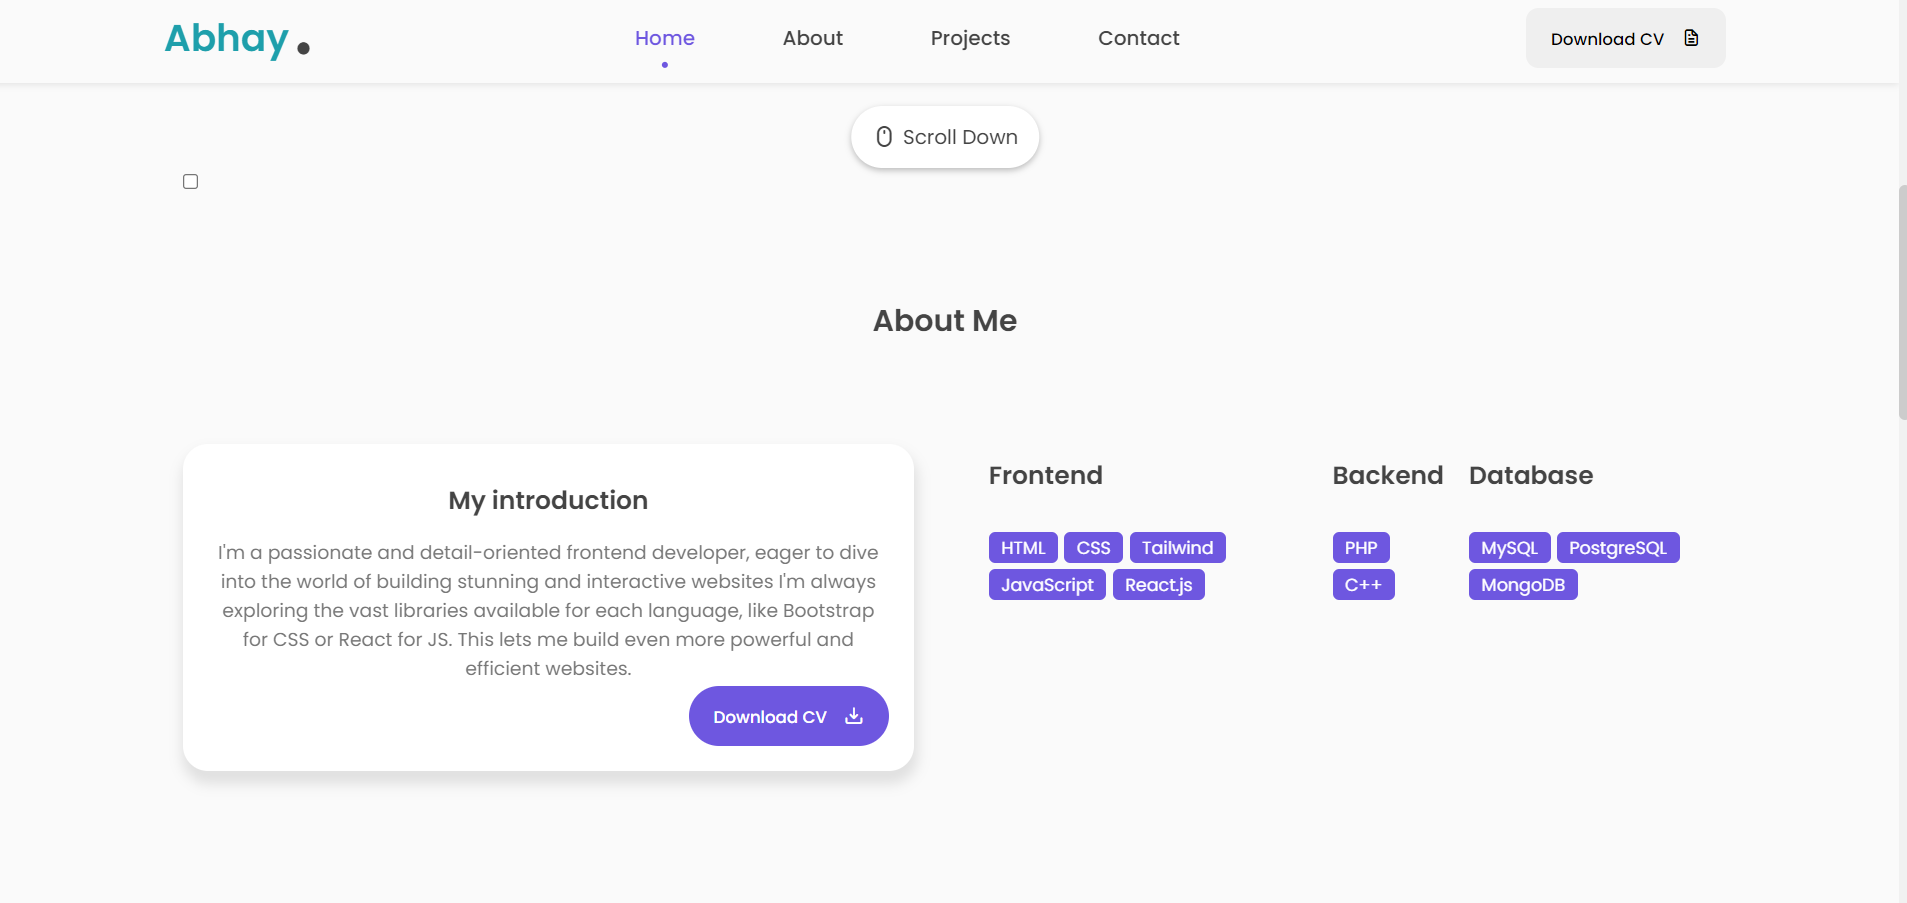 Abhay .
Home About Projects Contact
Download CV
Scroll Down
About Me
My introduction
I'm a passionate and detail-oriented frontend developer, eager to dive
into the world of building stunning and interactive websites I'm always
exploring the vast libraries available for each language, like Bootstrap
for CSS or React for JS. This lets me build even more powerful and
efficient websites.
Download CV
Frontend
HTML CSS Tailwind
JavaScript React.js
Backend
PHP
C++
Database
MySQL PostgreSQL
MongoDB